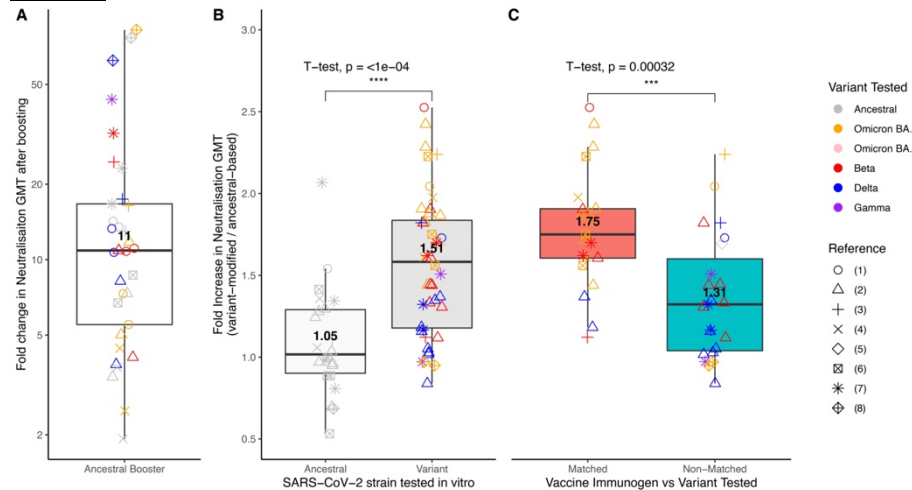 A
B
C
Fold change in Neutralisaiton GMT after boosting
50
20
10
5
2
11
Ancestral Booster
Fold Increase in Neutralisation GMT
(variant-modified / ancestral-based)
3.0
2.5
2.0
1.5
1.0
0.5
T-test, p = <1e-04
****
1.05
1.51
Ancestral
Variant
SARS-CoV-2 strain tested in vitro
T-test, p = 0.00032
***
1.75
1.31
Matched
Non-Matched
Vaccine Immunogen vs Variant Tested
Variant Tested
Ancestral
Omicron BA.
Omicron BA.
Beta
Delta
Gamma
Reference
(1)
(2)
(3)
(4)
(5)
(6)
(7)
(8)